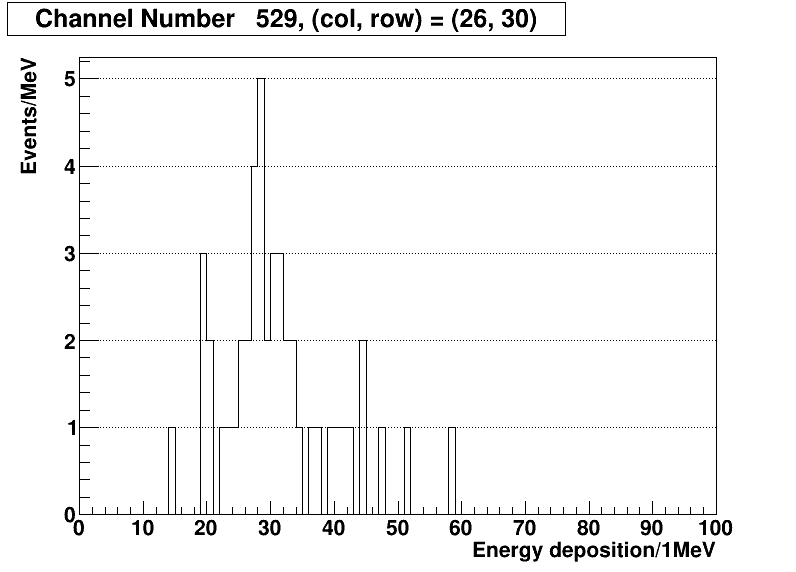 Channel Number 529, (col, row) = (26, 30)
Events/MeV
5
4
3
2
1
0
0 10 20 30 40 50 60 70 80 90 100
Energy deposition/1MeV